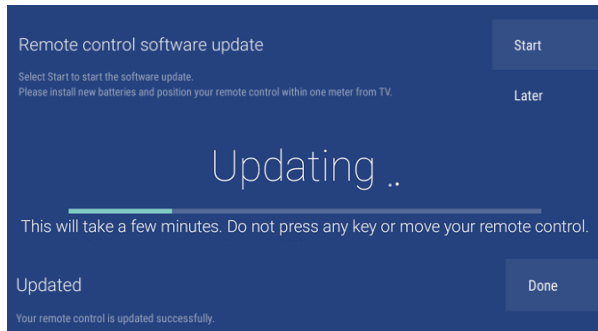 Remote control software update
Start
Select Start to start the software update.
Please install new batteries and position your remote control within one meter from TV.
Later
Updating ...
This will take a few minutes. Do not press any key or move your remote control.
Updated
Done
Your remote control is updated successfully.